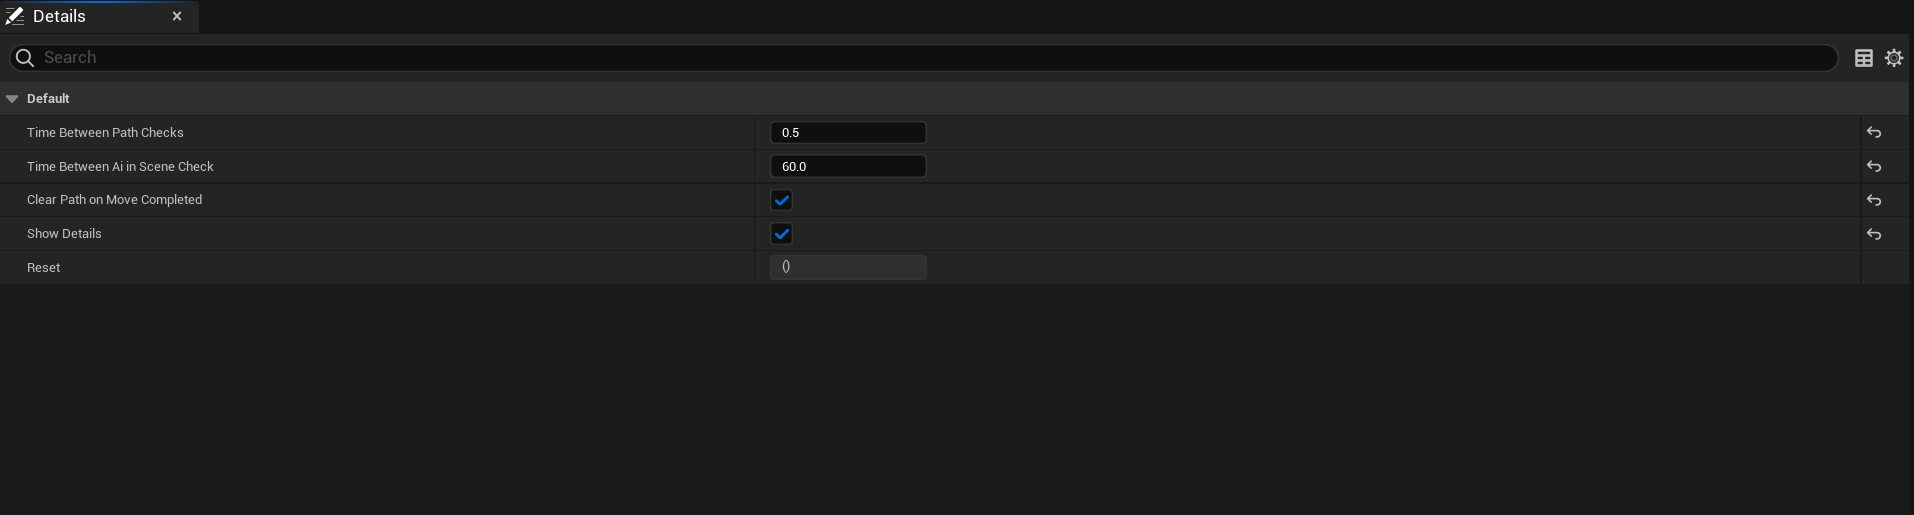 Details
Search
Default
Time Between Path Checks 0.5
Time Between Ai in Scene Check 60.0
Clear Path on Move Completed
Show Details
Reset ()